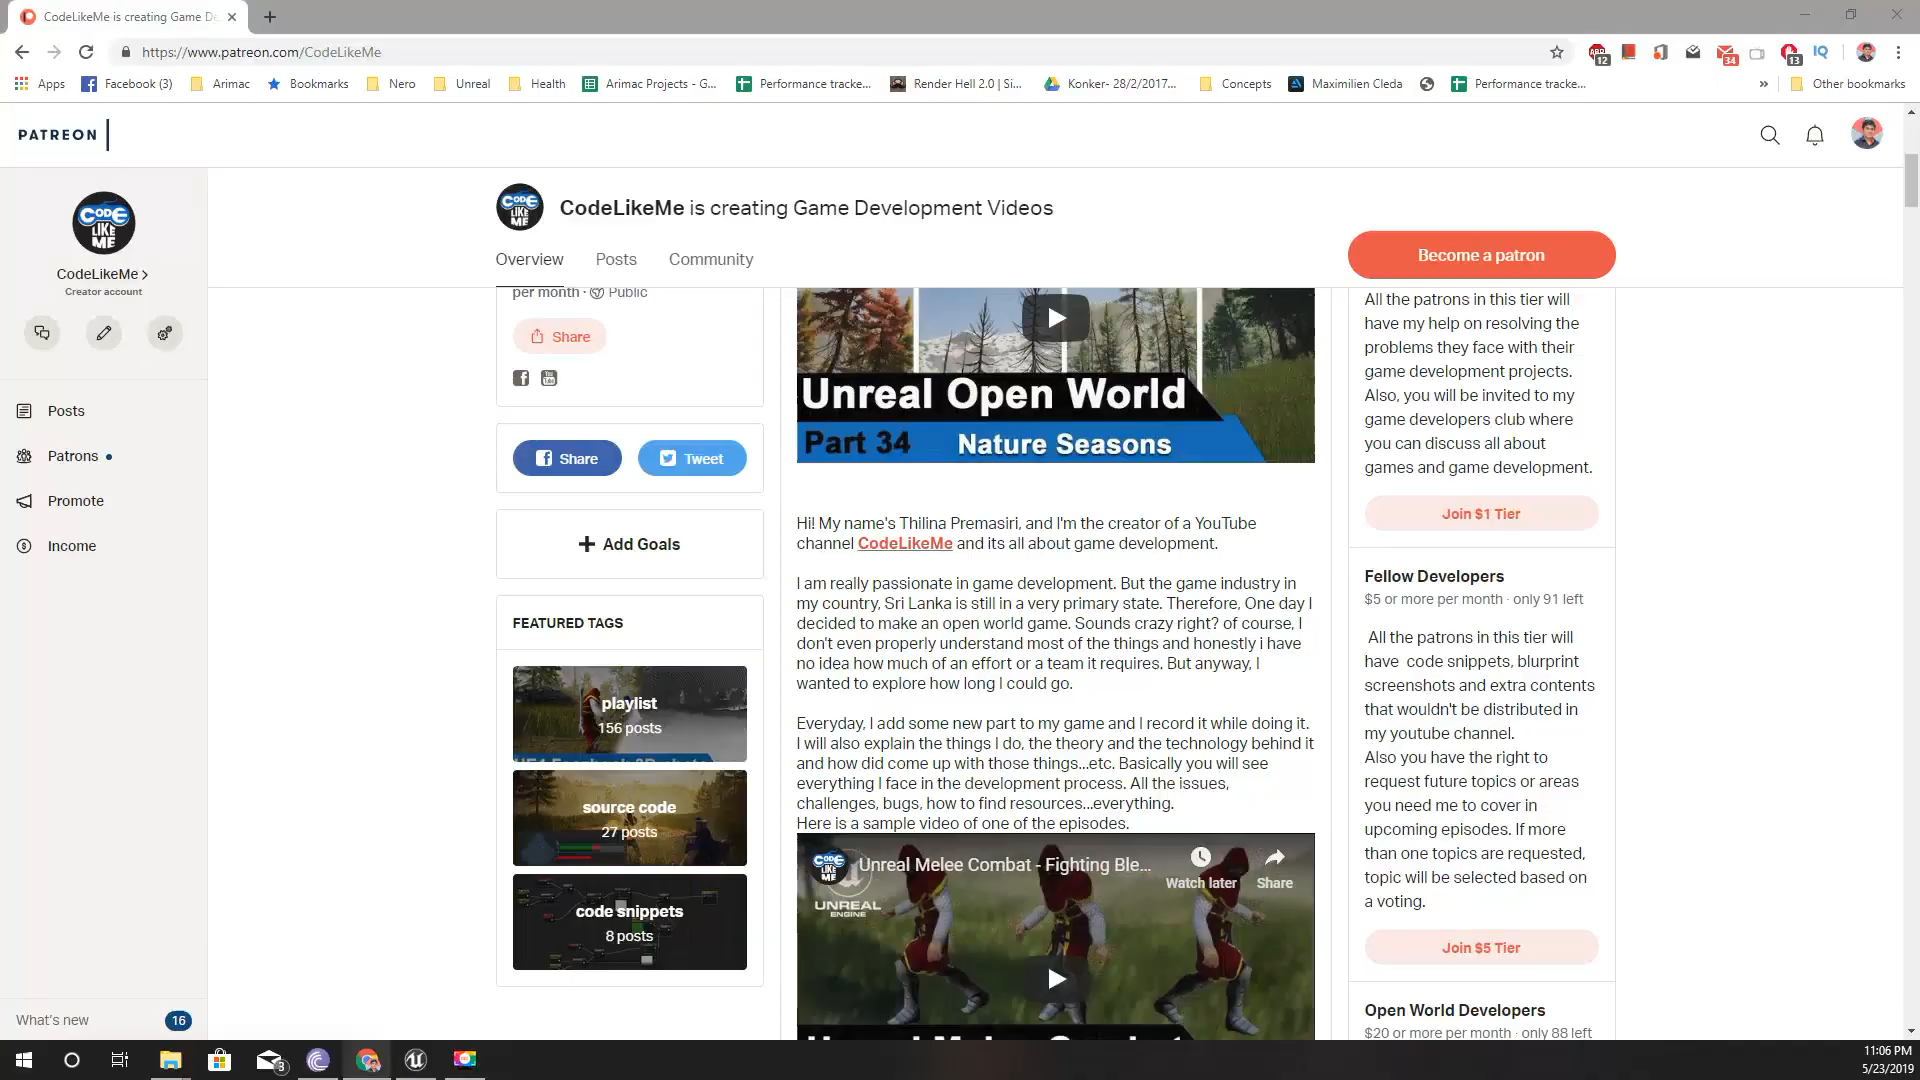 CodeLikeMe is creating Game De
https://www.patreon.com/CodeLikeMe
12
34
13
IQ
Apps
Facebook (3)
Arimac
Bookmarks
Nero
Unreal
Health
Arimac Projects - G...
Performance tracke...
Render Hell 2.0 | Si...
Konker- 28/2/2017...
Concepts
Maximilien Cleda
Performance tracke...
»
Other bookmarks
PATREON
CODE LIKE ME
CodeLikeMe
Creator account
Posts
Patrons
Promote
Income
What's new
16
CODE LIKE ME
CodeLikeMe is creating Game Development Videos
Overview
Posts
Community
Become a patron
per month · Public
Share
Share
Tweet
+ Add Goals
FEATURED TAGS
playlist
156 posts
source code
27 posts
code snippets
8 posts
Unreal Open World
Part 34 Nature Seasons
Hi! My name's Thilina Premasiri, and I'm the creator of a YouTube
channel CodeLikeMe and its all about game development.
I am really passionate in game development. But the game industry in
my country, Sri Lanka is still in a very primary state. Therefore, One day I
decided to make an open world game. Sounds crazy right? of course, I
don't even properly understand most of the things and honestly i have
no idea how much of an effort or a team it requires. But anyway, I
wanted to explore how long I could go.
Everyday, I add some new part to my game and I record it while doing it.
I will also explain the things I do, the theory and the technology behind it
and how did come up with those things...etc. Basically you will see
everything I face in the development process. All the issues,
challenges, bugs, how to find resources...everything.
Here is a sample video of one of the episodes.
CODE LIKE ME
Unreal Melee Combat - Fighting Ble...
Watch later
Share
UNREAL
ENGINE
All the patrons in this tier will
have my help on resolving the
problems they face with their
game development projects.
Also, you will be invited to my
game developers club where
you can discuss all about
games and game development.
Join $1 Tier
Fellow Developers
$5 or more per month · only 91 left
All the patrons in this tier will
have code snippets, blurprint
screenshots and extra contents
that wouldn't be distributed in
my youtube channel.
Also you have the right to
request future topics or areas
you need me to cover in
upcoming episodes. If more
than one topics are requested,
topic will be selected based on
a voting.
Join $5 Tier
Open World Developers
$20 or more per month · only 88 left
11:06 PM
5/23/2019